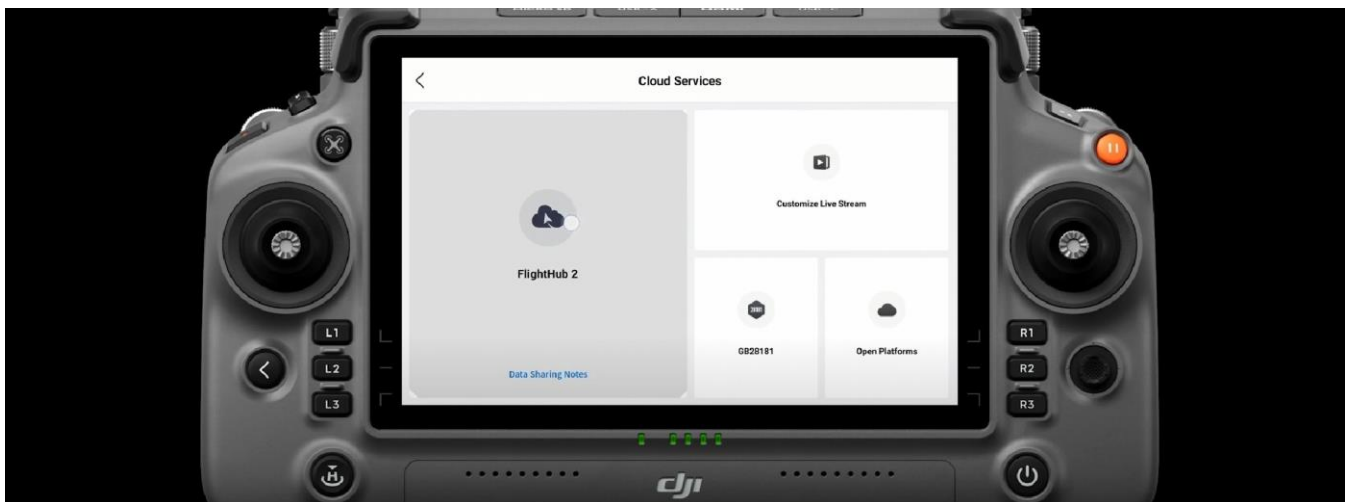 Cloud Services
Customize Live Stream
FlightHub 2
GB28181
Open Platforms
Data Sharing Notes
L1
L2
L3
R1
R2
R3
H
dji